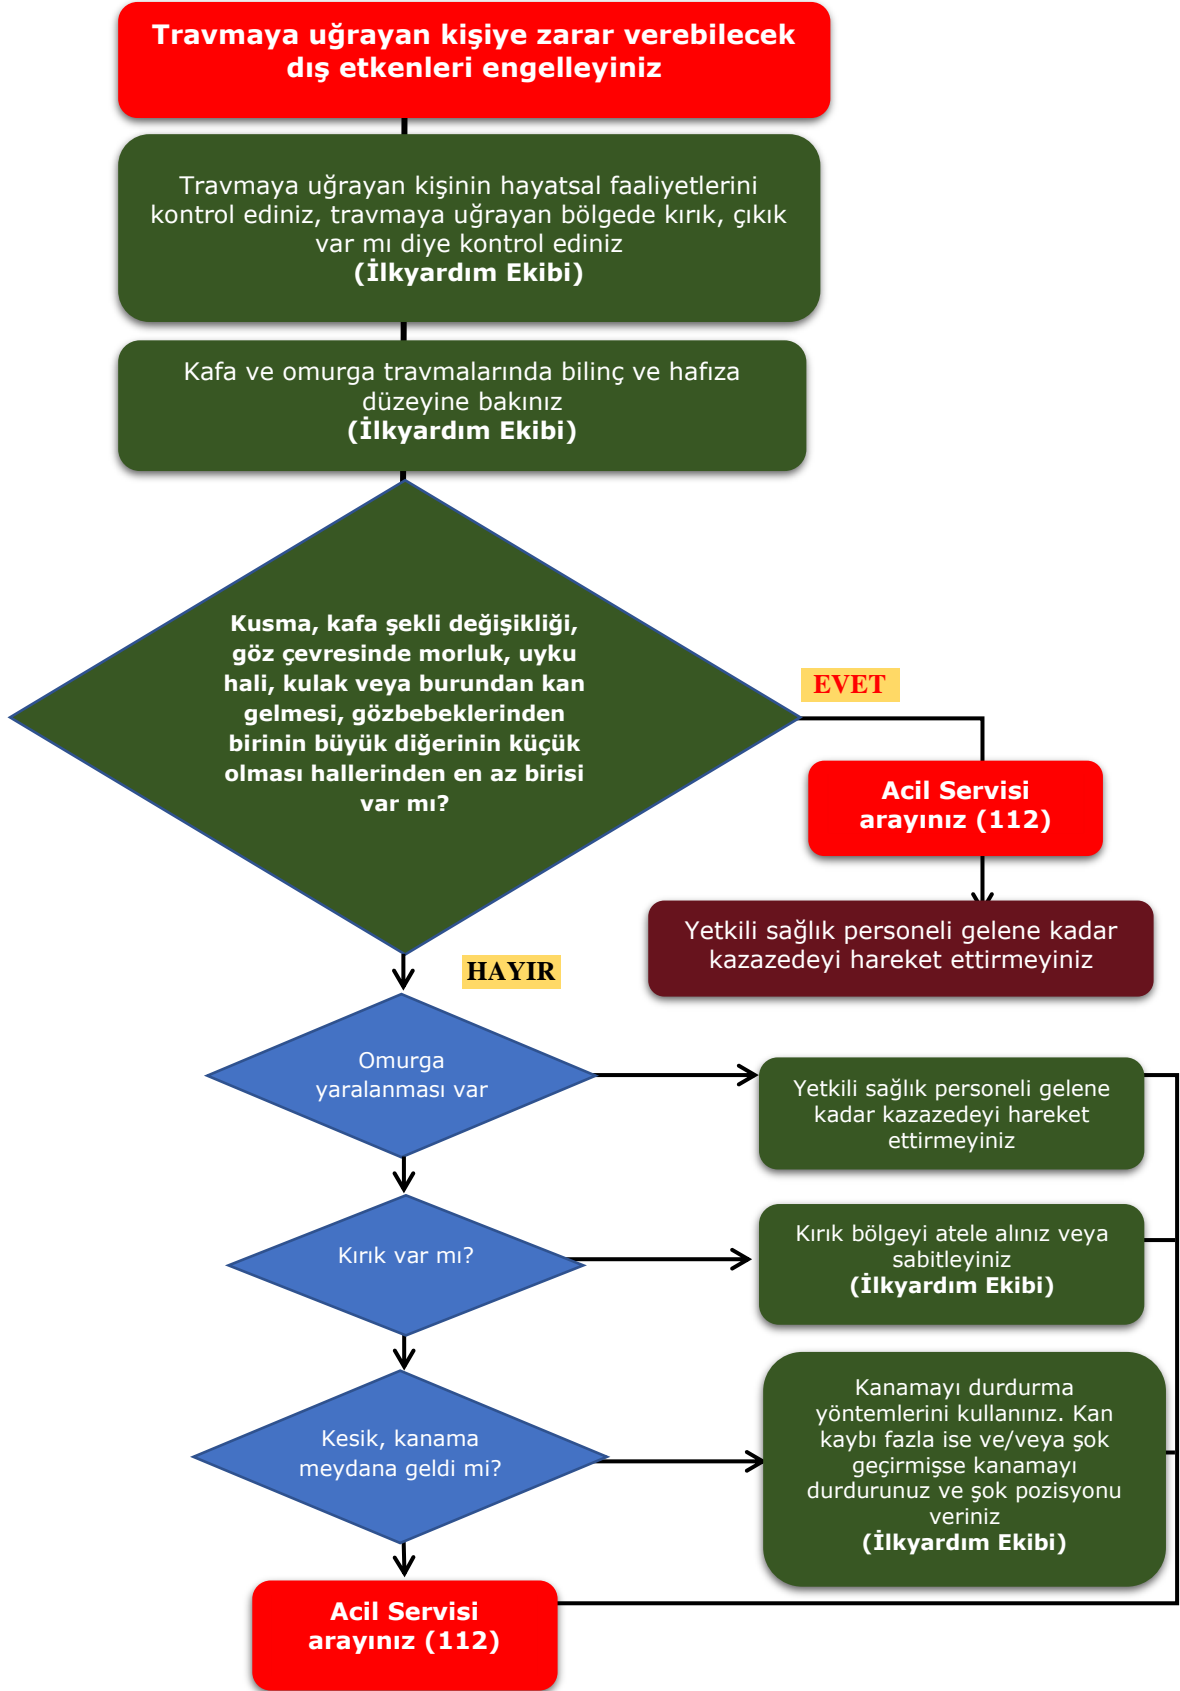 Travmaya uğrayan kişiye zarar verebilecek
dış etkenleri engelleyiniz
Travmaya uğrayan kişinin hayatsal faaliyetlerini
kontrol ediniz, travmaya uğrayan bölgede kırık, çıkık
var mı diye kontrol ediniz
(İlkyardım Ekibi)
Kafa ve omurga travmalarında bilinç ve hafıza
düzeyine bakınız
(İlkyardım Ekibi)
Kusma, kafa şekli değişikliği,
göz çevresinde morluk, uyku
hali, kulak veya burundan kan
gelmesi, gözbebeklerinden
birinin büyük diğerinin küçük
olması hallerinden en az birisi
var mı?
EVET
Acil Servisi
arayınız (112)
Yetkili sağlık personeli gelene kadar
kazazedeyi hareket ettirmeyiniz
HAYIR
Omurga
yaralanması var
Yetkili sağlık personeli gelene
kadar kazazedeyi hareket
ettirmeyiniz
Kırık var mı?
Kırık bölgeyi atele alınız veya
sabitleyiniz
(İlkyardım Ekibi)
Kesik, kanama
meydana geldi mi?
Kanamayı durdurma
yöntemlerini kullanınız. Kan
kaybı fazla ise ve/veya şok
geçirmişse kanamayı
durdurunuz ve şok pozisyonu
veriniz
(İlkyardım Ekibi)
Acil Servisi
arayınız (112)